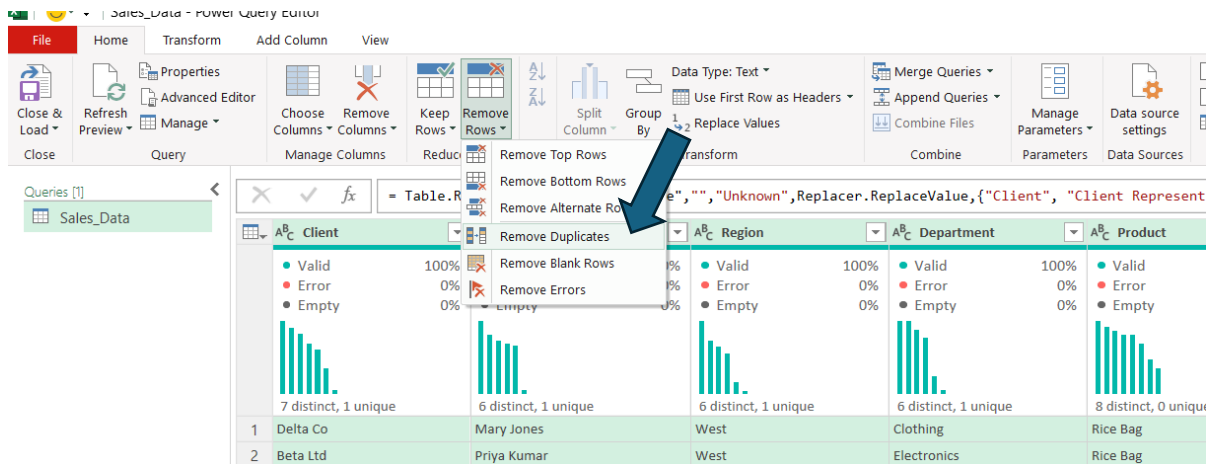 Sales_Data - Power Query Editor
File Home Transform Add Column View
Close & Load
Refresh Preview
Properties
Advanced Editor
Manage
Choose Columns
Remove Columns
Keep Rows
Remove Rows
Split Column
Group By
Data Type: Text
Use First Row as Headers
1 2 Replace Values
Merge Queries
Append Queries
Combine Files
Manage Parameters
Data source settings
Close Query Manage Columns Combine Parameters Data Sources
Remove Top Rows
Remove Bottom Rows
Remove Alternate
Remove Duplicates
Remove Blank Rows
Remove Errors
Queries [1]
Sales_Data
fx = Table.R e","","Unknown",Replacer.ReplaceValue,{"Client", "Client Represent
ABC Client ABC Region ABC Department ABC Product
Valid 100% % Valid 100% Valid 100% Valid
Error 0% % Error 0% Error 0% Error
Empty 0% Empty 0% Empty 0% Empty 0% Empty
7 distinct, 1 unique 6 distinct, 1 unique 6 distinct, 1 unique 6 distinct, 1 unique 8 distinct, 0 unique
1 Delta Co Mary Jones West Clothing Rice Bag
2 Beta Ltd Priya Kumar West Electronics Rice Bag